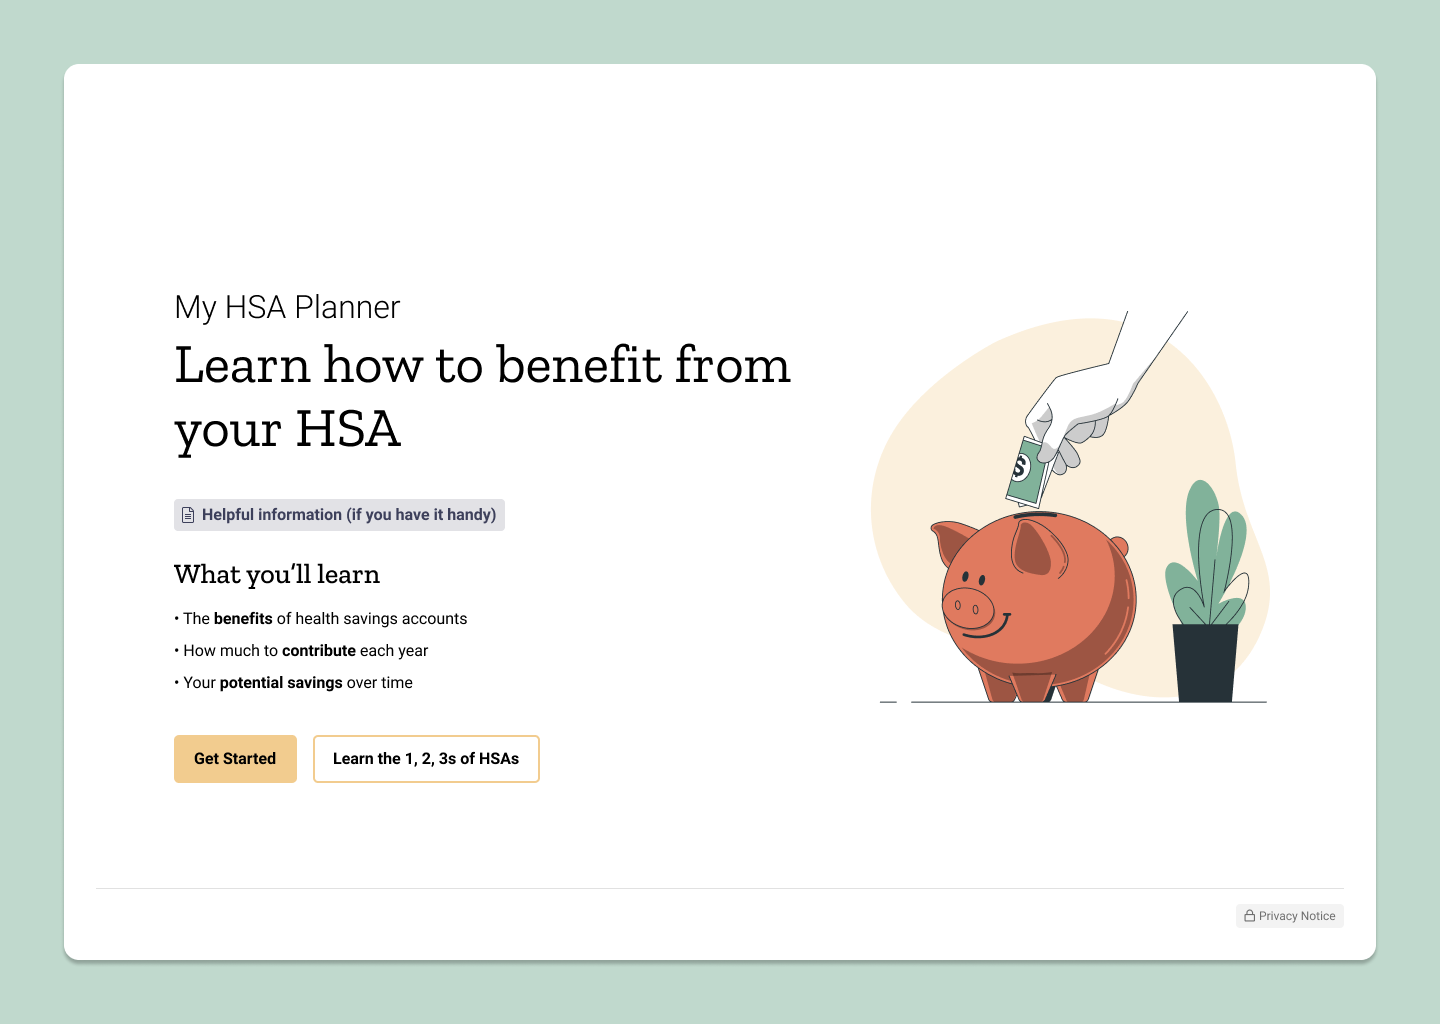 My HSA Planner
Learn how to benefit from
your HSA
Helpful information (if you have it handy)
What you’ll learn
• The benefits of health savings accounts
• How much to contribute each year
• Your potential savings over time
Get Started
Learn the 1, 2, 3s of HSAs
$
Privacy Notice